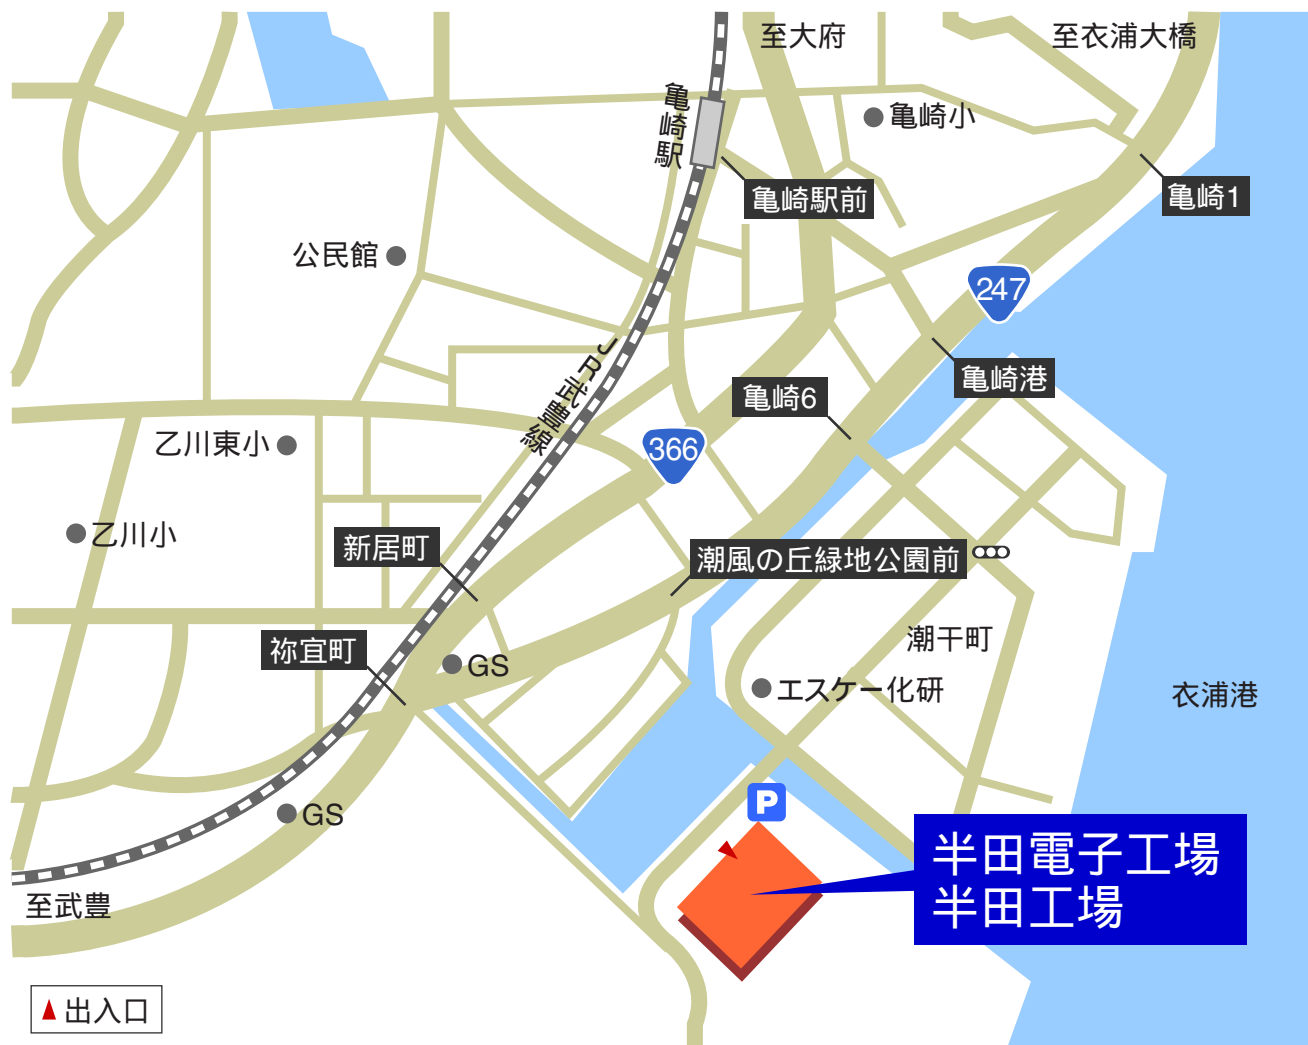 至大府
至衣浦大橋
亀崎駅
亀崎小
亀崎駅前
亀崎1
公民館
247
JR武豊線
亀崎港
亀崎6
乙川東小
366
乙川小
新居町
潮風の丘緑地公園前
祢宜町
GS
潮干町
エスケー化研
衣浦港
P
GS
半田電子工場
半田工場
至武豊
出入口